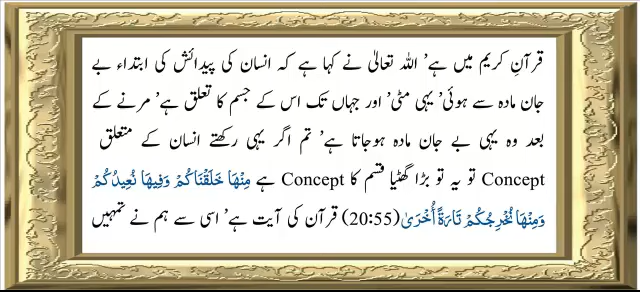 قرآنِ کریم میں ہے’ اللہ تعالیٰ نے کہا ہے کہ انسان کی پیدائش کی ابتداء بے
جان مادہ سے ہوئی’ یہی مٹی’ اور جہاں تک اس کے جسم کا تعلق ہے’ مرنے کے
بعد وہ یہی بے جان مادہ ہوجاتا ہے’ تم اگر یہی رکھتے انسان کے متعلق
Concept تو یہ تو بڑا گھٹیا قسم کا Concept ہے مِنْهَا خَلَقْنَاكُمْ وَفِيهَا نُعِيدُكُمْ
وَمِنْهَا نُخْرِجُكُمْ تَارَةً أُخْرَىٰ(20:55) قرآن کی آیت ہے’ اسی سے ہم نے تمہیں